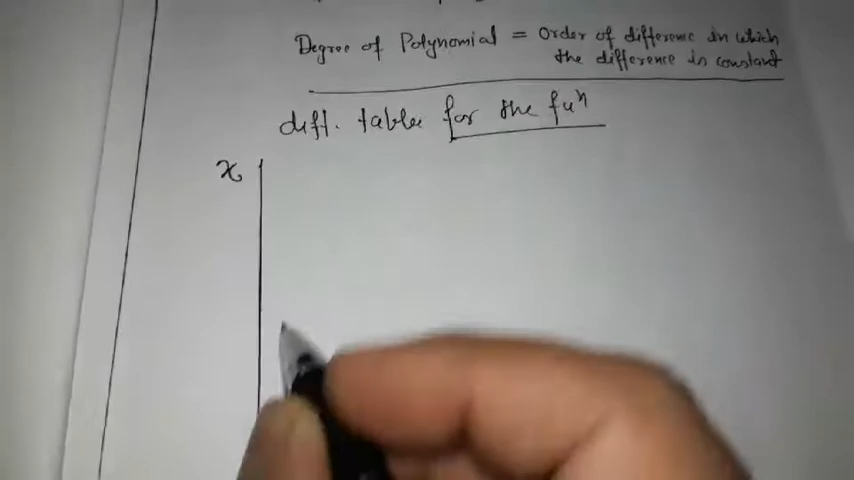 Degree of Polynomial = Order of difference in which
the difference is constant
diff. table for the fuⁿ
x